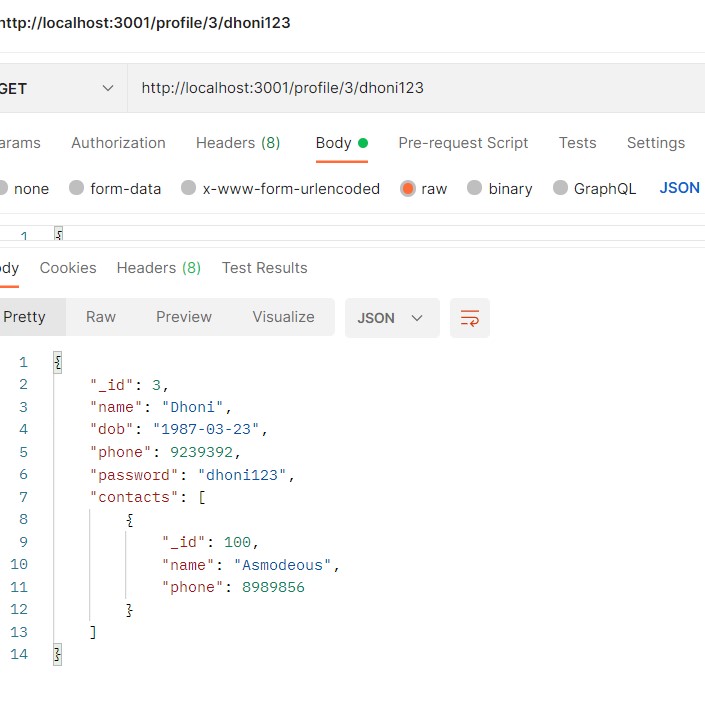 http://localhost:3001/profile/3/dhoni123
GET http://localhost:3001/profile/3/dhoni123
arams Authorization Headers (8) Body Pre-request Script Tests Settings
none form-data x-www-form-urlencoded raw binary GraphQL JSON
1 {
ody Cookies Headers (8) Test Results
Pretty Raw Preview Visualize JSON
1 {
2 "_id": 3,
3 "name": "Dhoni",
4 "dob": "1987-03-23",
5 "phone": 9239392,
6 "password": "dhoni123",
7 "contacts": [
8 {
9 "_id": 100,
10 "name": "Asmodeous",
11 "phone": 8989856
12 }
13 ]
14 }